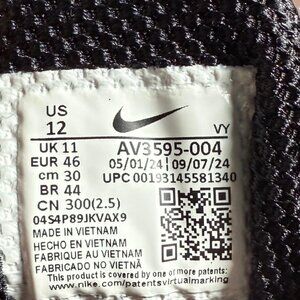 US
12
VY
UK 11
AV3595-004
EUR 46
05/01/24 09/07/24
cm 30
UPC 00193145581340
BR 44
CN 300(2.5)
04S4P89JKVAX9
MADE IN VIETNAM
HECHO EN VIETNAM
FABRIQUE AU VIETNAM
FABRICADO NO VIETNÃ
This product is covered by one or more patents.
www.nike.com/patentsvirtualmarking